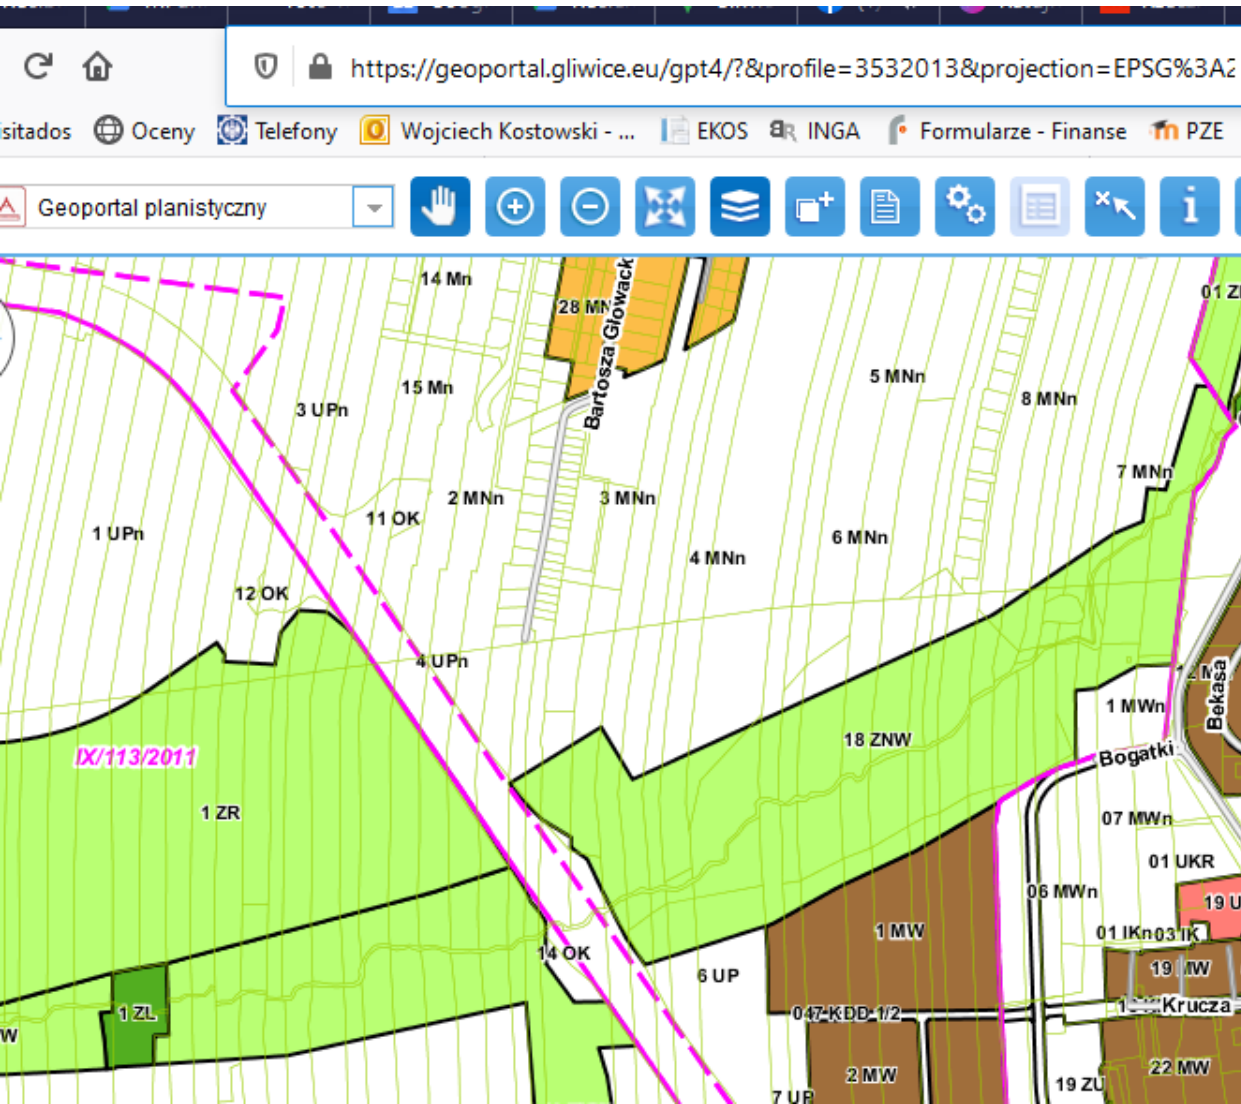 https://geoportal.gliwice.eu/gpt4/?&profile=3532013&projection=EPSG%3A2
isitados Oceny Telefony Wojciech Kostowski - ... EKOS INGA Formularze - Finanse PZE
Geoportal planistyczny
14 Mn
28 MN
01 Z
Bartosza Głowack
5 MNn
15 Mn
8 MNn
3 UPn
7 MNn
2 MNn
3 MNn
11 OK
1 UPn
6 MNn
4 MNn
12 OK
4 UPn
Bekasa
1 MWn
18 ZNW
IX/113/2011
Bogatki
1 ZR
07 MWn
01 UKR
06 MWn
19 U
1 MW
01 IKn
03 IK
14 OK
19 MW
6 UP
Krucza
1 ZL
047 KDD 1/2
W
22 MW
2 MW
19 ZU
7 UP